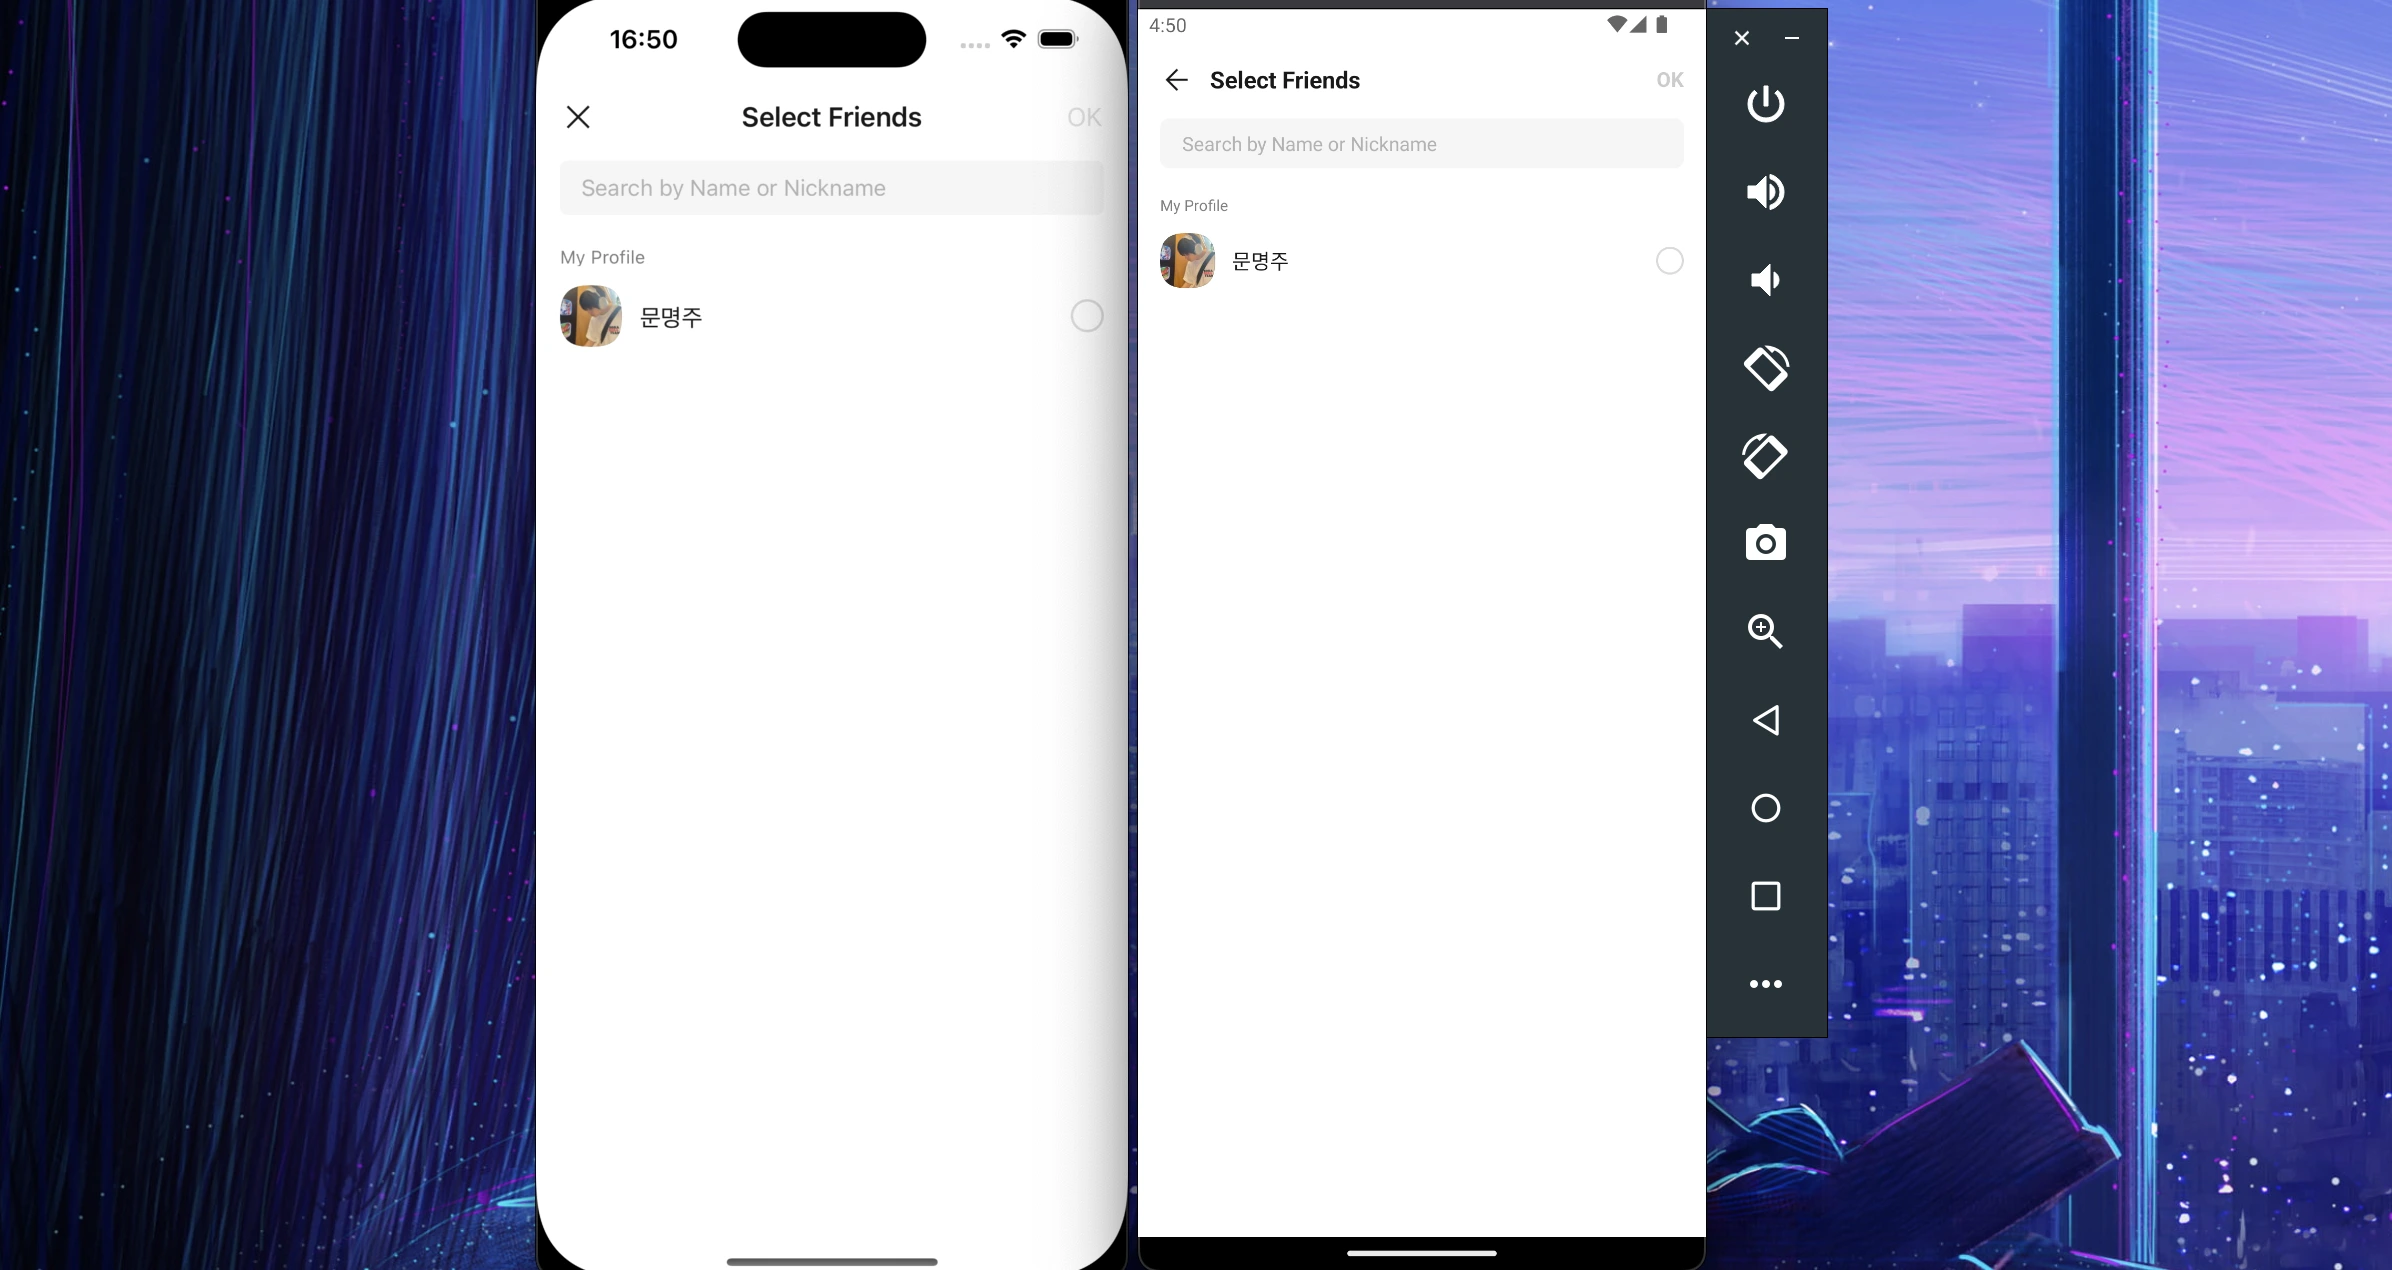 16:50
Select Friends
OK
Search by Name or Nickname
My Profile
문명주
4:50
Select Friends
OK
Search by Name or Nickname
My Profile
문명주